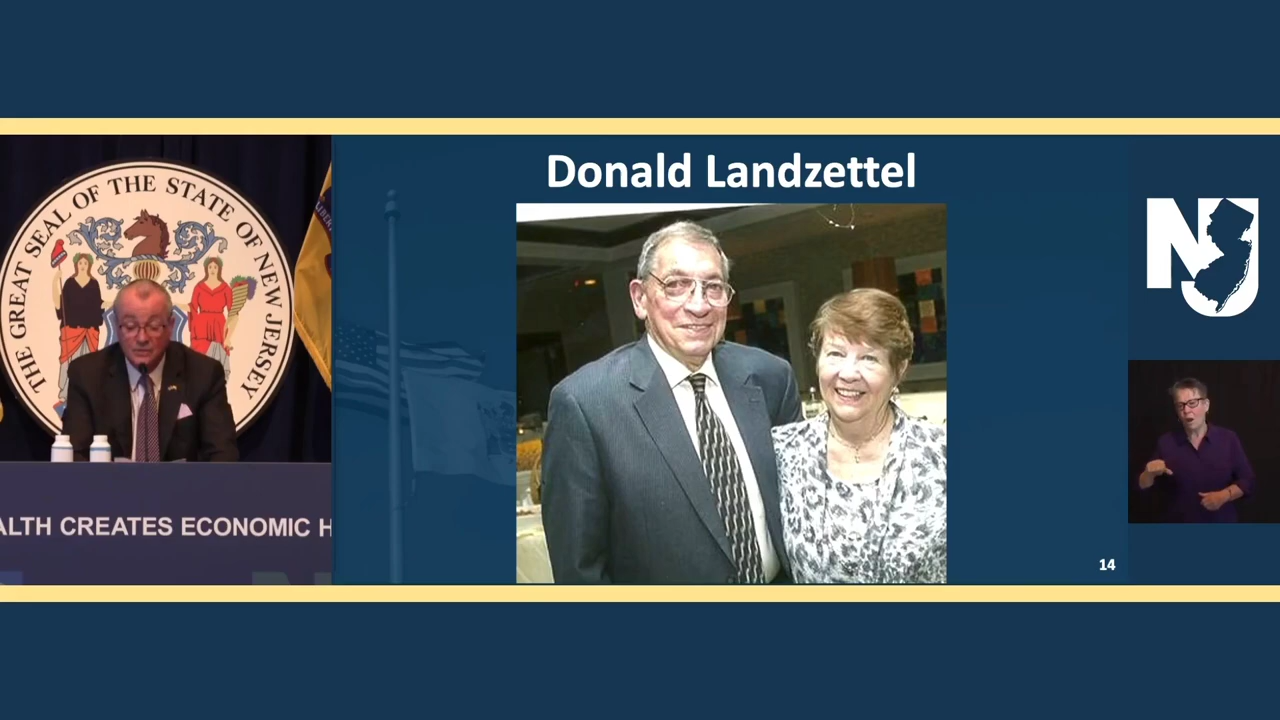 Donald Landzettel
THE GREAT SEAL OF THE STATE OF NEW JERSEY
NJ
ALTH CREATES ECONOMIC H
14